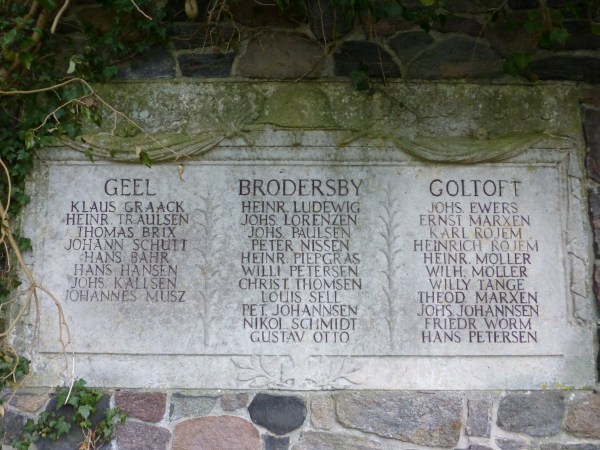 GEEL
KLAUS GRAACK
HEINR. TRAULSEN
THOMAS BRIX
JOHANN SCHÜTT
HANS BAHR
HANS HANSEN
JOHS KALLSEN
JOHANNES MUSZ
BRODERSBY
HEINR. LUDEWIG
JOHS. LORENZEN
JOHS. PAULSEN
PETER NISSEN
HEINR. PIEPGRAS
WILLI PETERSEN
CHRIST. THOMSEN
LOUIS SELL
PET. JOHANNSEN
NIKOL. SCHMIDT
GUSTAV OTTO
GOLTOFT
JOHS. EWERS
ERNST MARXEN
KARL ROJEM
HEINRICH ROJEM
HEINR. MÖLLER
WILH. MÖLLER
WILLY TANGE
THEOD. MARXEN
JOHS. JOHANNSEN
FRIEDR. WORM
HANS PETERSEN